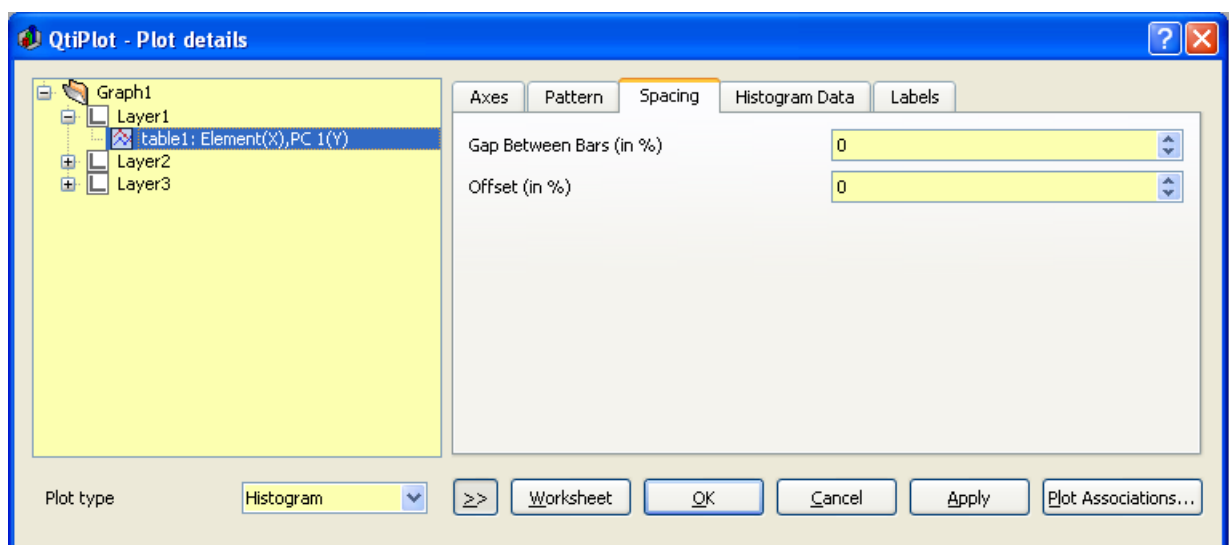 QtiPlot - Plot details
Graph1
Layer1
table1: Element(X),PC 1(Y)
Layer2
Layer3
Axes Pattern Spacing Histogram Data Labels
Gap Between Bars (in %) 0
Offset (in %) 0
Plot type Histogram >> Worksheet OK Cancel Apply Plot Associations...